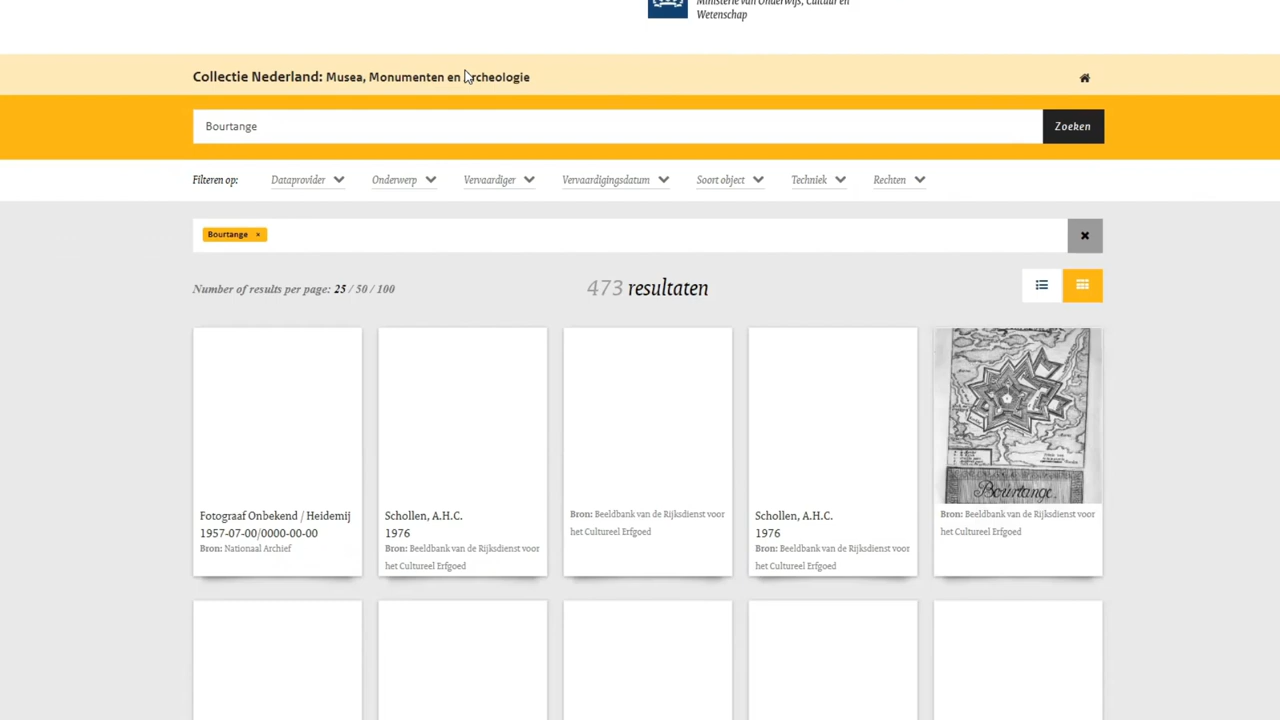 Ministerie van Onderwijs, Cultuur en
Wetenschap
Collectie Nederland: Musea, Monumenten en Archeologie
Bourtange
Zoeken
Filteren op: Dataprovider Onderwerp Vervaardiger Vervaardigingsdatum Soort object Techniek Rechten
Bourtange ×
Number of results per page: 25 / 50 / 100
473 resultaten
Fotograaf Onbekend / Heidemij
1957-07-00/0000-00-00
Bron: Nationaal Archief
Schollen, A.H.C.
1976
Bron: Beeldbank van de Rijksdienst voor
het Cultureel Erfgoed
Bron: Beeldbank van de Rijksdienst voor
het Cultureel Erfgoed
Schollen, A.H.C.
1976
Bron: Beeldbank van de Rijksdienst voor
het Cultureel Erfgoed
Bourtange.
Bron: Beeldbank van de Rijksdienst voor
het Cultureel Erfgoed